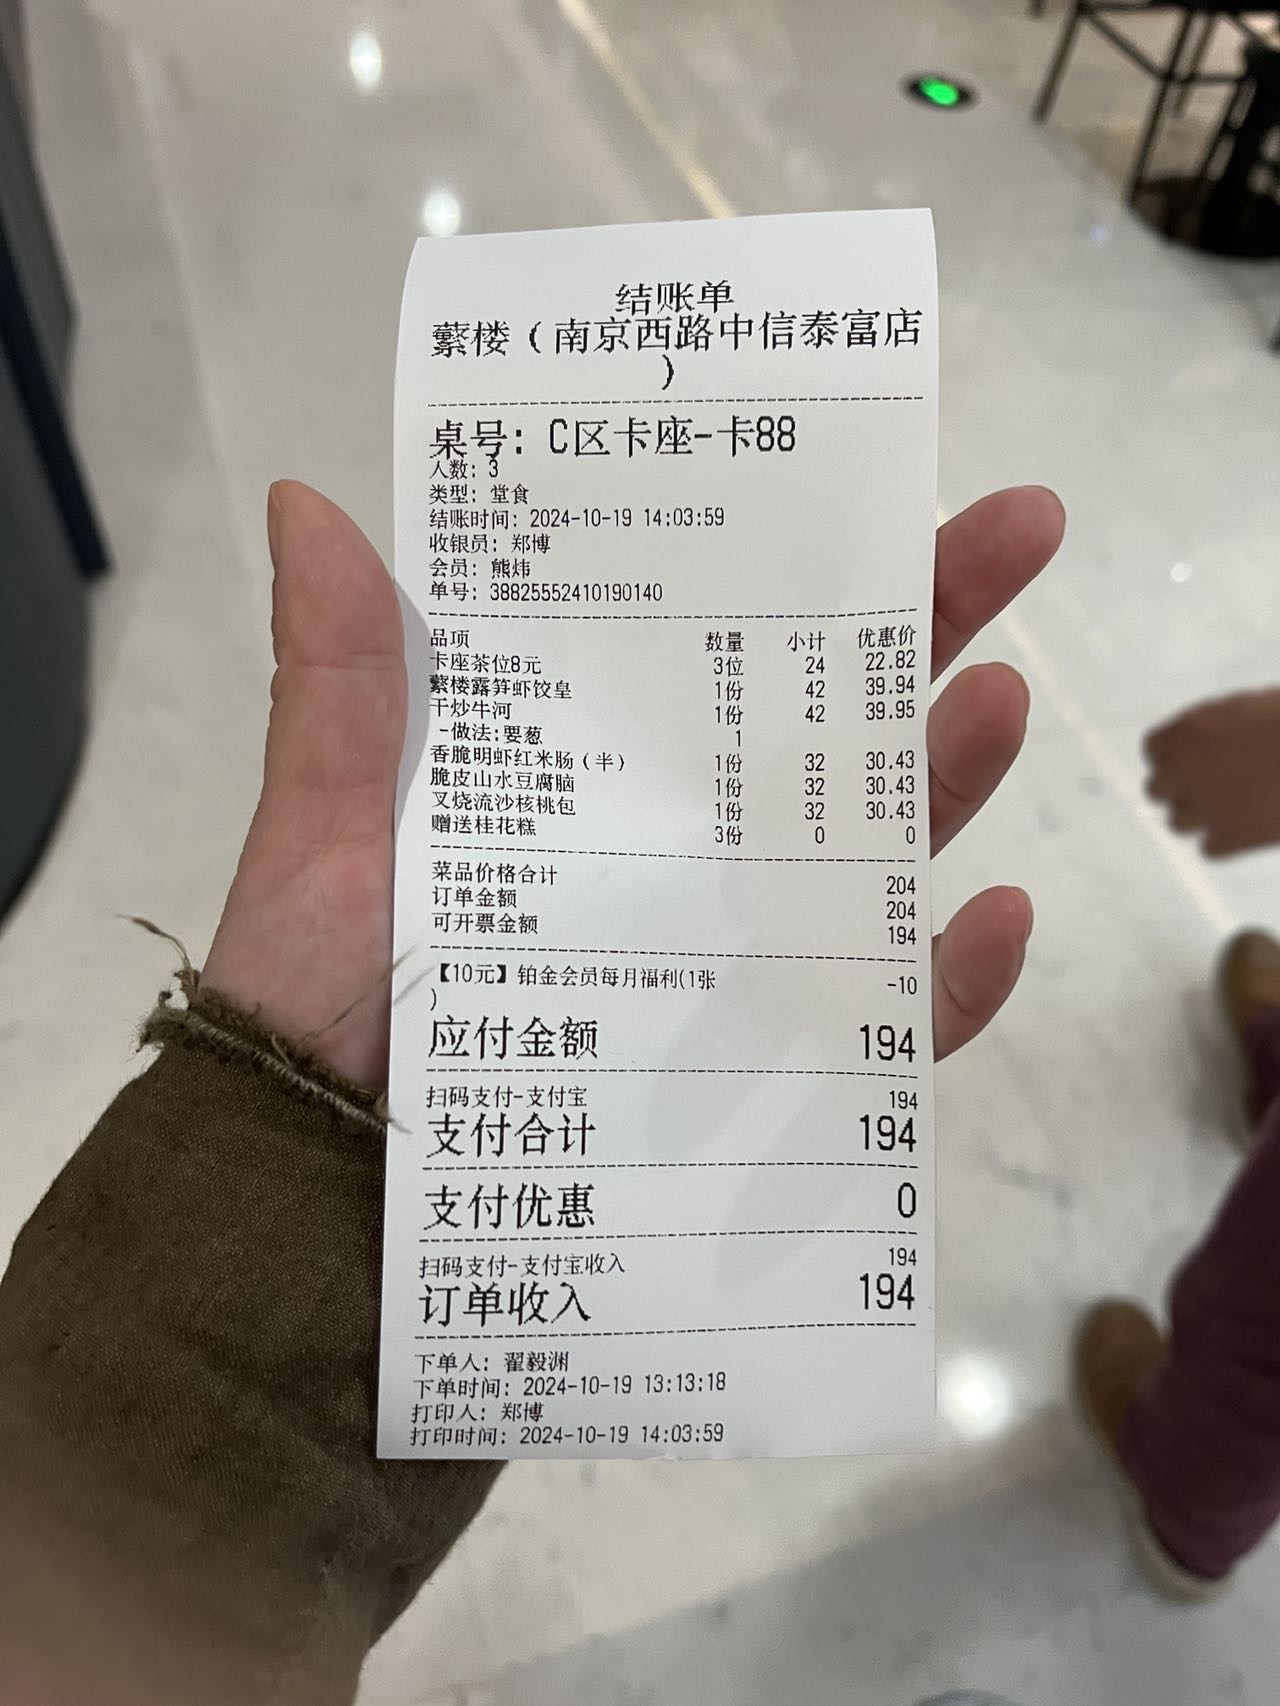 结账单
蘩楼（南京西路中信泰富店
）
桌号: C区卡座-卡88
人数: 3
类型: 堂食
结账时间: 2024-10-19 14:03:59
收银员: 郑博
会员: 熊炜
单号: 38825552410190140
品项 数量 小计 优惠价
卡座茶位8元 3位 24 22.82
蘩楼露笋虾饺皇 1份 42 39.94
干炒牛河 1份 42 39.95
-做法:要葱 1
香脆明虾红米肠（半） 1份 32 30.43
脆皮山水豆腐脑 1份 32 30.43
叉烧流沙核桃包 1份 32 30.43
赠送桂花糕 3份 0 0
菜品价格合计 204
订单金额 204
可开票金额 194
【10元】铂金会员每月福利(1张 -10
)
应付金额 194
扫码支付-支付宝 194
支付合计 194
支付优惠 0
扫码支付-支付宝收入 194
订单收入 194
下单人: 翟毅渊
下单时间: 2024-10-19 13:13:18
打印人: 郑博
打印时间: 2024-10-19 14:03:59